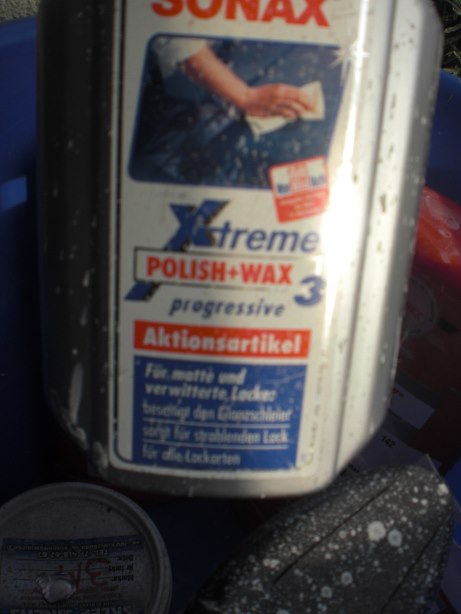 SONAX
Xtreme
POLISH+WAX
3
progressive
Aktionsartikel
Für matte und
verwitterte Lacke:
beseitigt den Grauschleier
sorgt für strahlenden Lack
für alle Lackarten